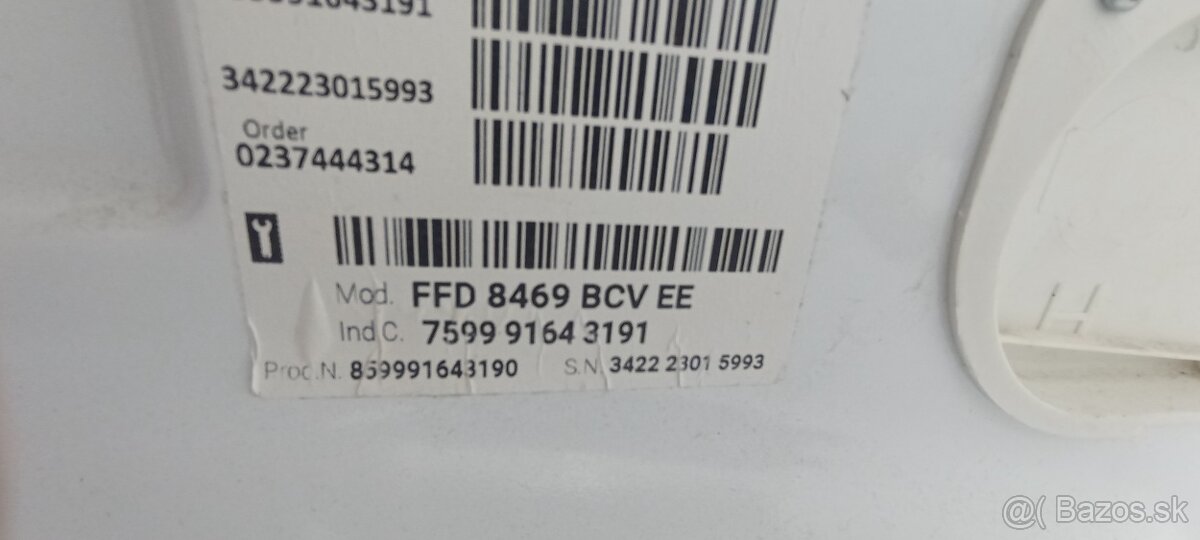 342223015993
Order
0237444314
Mod. FFD 8469 BCV EE
Ind C. 7599 9164 3191
Prod.N. 859991643190 S.N. 3422 2301 5993
H
@( Bazos.sk